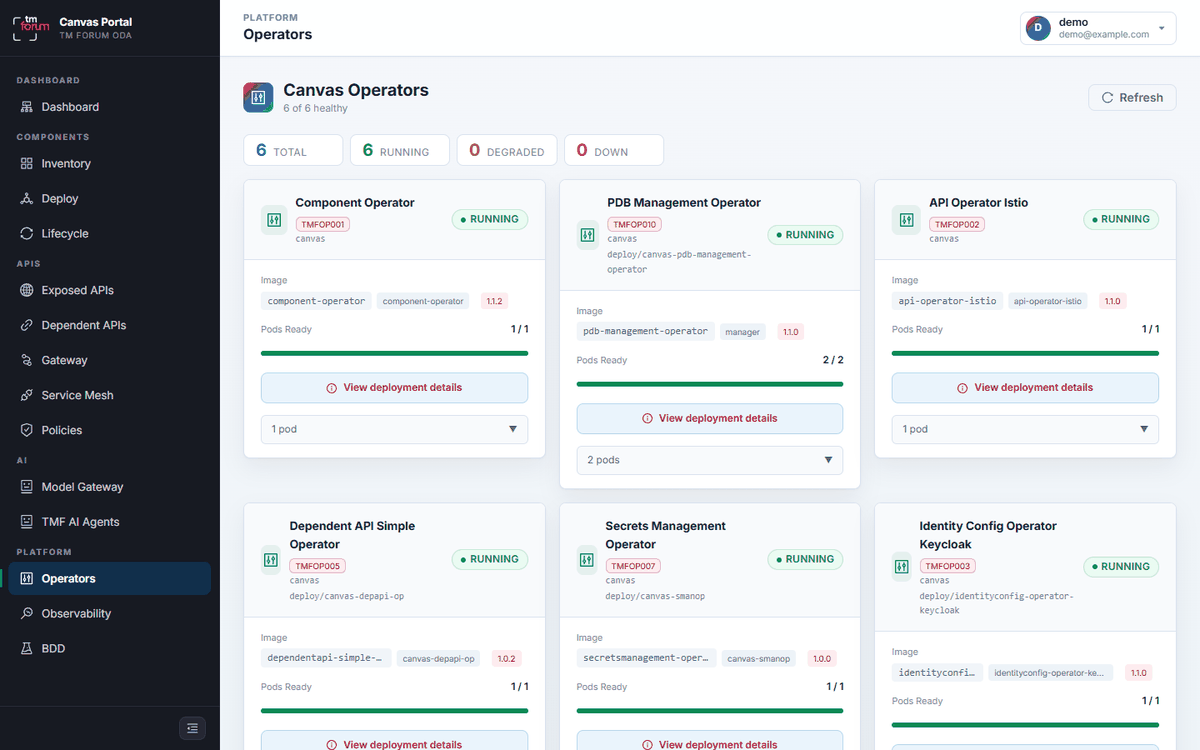 tm
forum
Canvas Portal
TM FORUM ODA
DASHBOARD
Dashboard
COMPONENTS
Inventory
Deploy
Lifecycle
APIS
Exposed APIs
Dependent APIs
Gateway
Service Mesh
Policies
AI
Model Gateway
TMF AI Agents
PLATFORM
Operators
Observability
BDD
PLATFORM
Operators
D
demo
demo@example.com
Canvas Operators
6 of 6 healthy
Refresh
6 TOTAL
6 RUNNING
0 DEGRADED
0 DOWN
Component Operator
TMFOP001
canvas
RUNNING
Image
component-operator component-operator 1.1.2
Pods Ready 1 / 1
View deployment details
1 pod
PDB Management Operator
TMFOP010
canvas
deploy/canvas-pdb-management-
operator
RUNNING
Image
pdb-management-operator manager 1.1.0
Pods Ready 2 / 2
View deployment details
2 pods
API Operator Istio
TMFOP002
canvas
RUNNING
Image
api-operator-istio api-operator-istio 1.1.0
Pods Ready 1 / 1
View deployment details
1 pod
Dependent API Simple
Operator
TMFOP005
canvas
deploy/canvas-depapi-op
RUNNING
Image
dependentapi-simple-… canvas-depapi-op 1.0.2
Pods Ready 1 / 1
View deployment details
Secrets Management
Operator
TMFOP007
canvas
deploy/canvas-smanop
RUNNING
Image
secretsmanagement-oper… canvas-smanop 1.0.0
Pods Ready 1 / 1
View deployment details
Identity Config Operator
Keycloak
TMFOP003
canvas
deploy/identityconfig-operator-
keycloak
RUNNING
Image
identityconfi… identityconfig-operator-ke… 1.1.0
Pods Ready 1 / 1